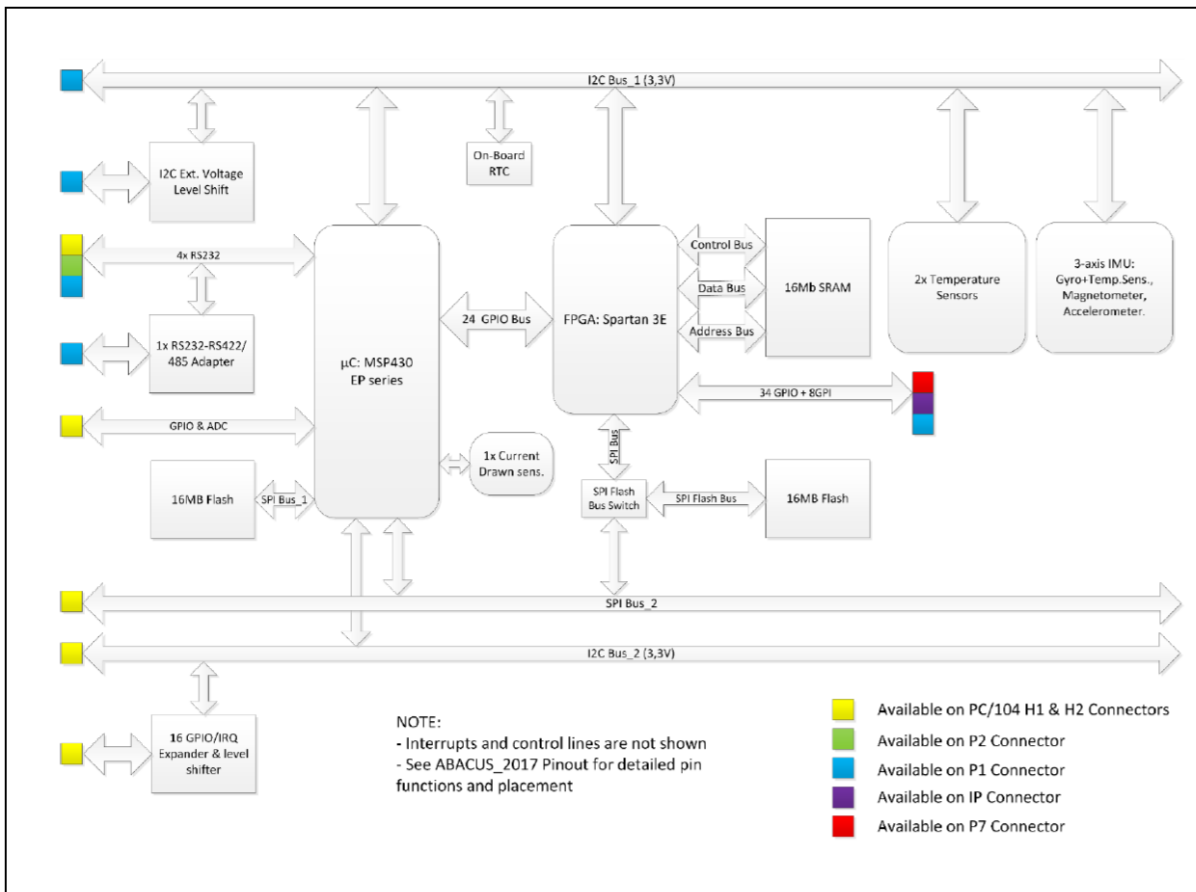 I2C Bus_1 (3,3V)
I2C Ext. Voltage
Level Shift
On-Board
RTC
4x RS232
1x RS232-RS422/
485 Adapter
GPIO & ADC
16MB Flash
SPI Bus_1
µC: MSP430
EP series
24 GPIO Bus
1x Current
Drawn sens.
FPGA: Spartan 3E
Control Bus
Data Bus
Address Bus
16Mb SRAM
2x Temperature
Sensors
3-axis IMU:
Gyro+Temp.Sens.,
Magnetometer,
Accelerometer.
34 GPIO + 8GPI
SPI Bus
SPI Flash
Bus Switch
SPI Flash Bus
16MB Flash
SPI Bus_2
I2C Bus_2 (3,3V)
16 GPIO/IRQ
Expander & level
shifter
NOTE:
- Interrupts and control lines are not shown
- See ABACUS_2017 Pinout for detailed pin
functions and placement
Available on PC/104 H1 & H2 Connectors
Available on P2 Connector
Available on P1 Connector
Available on IP Connector
Available on P7 Connector